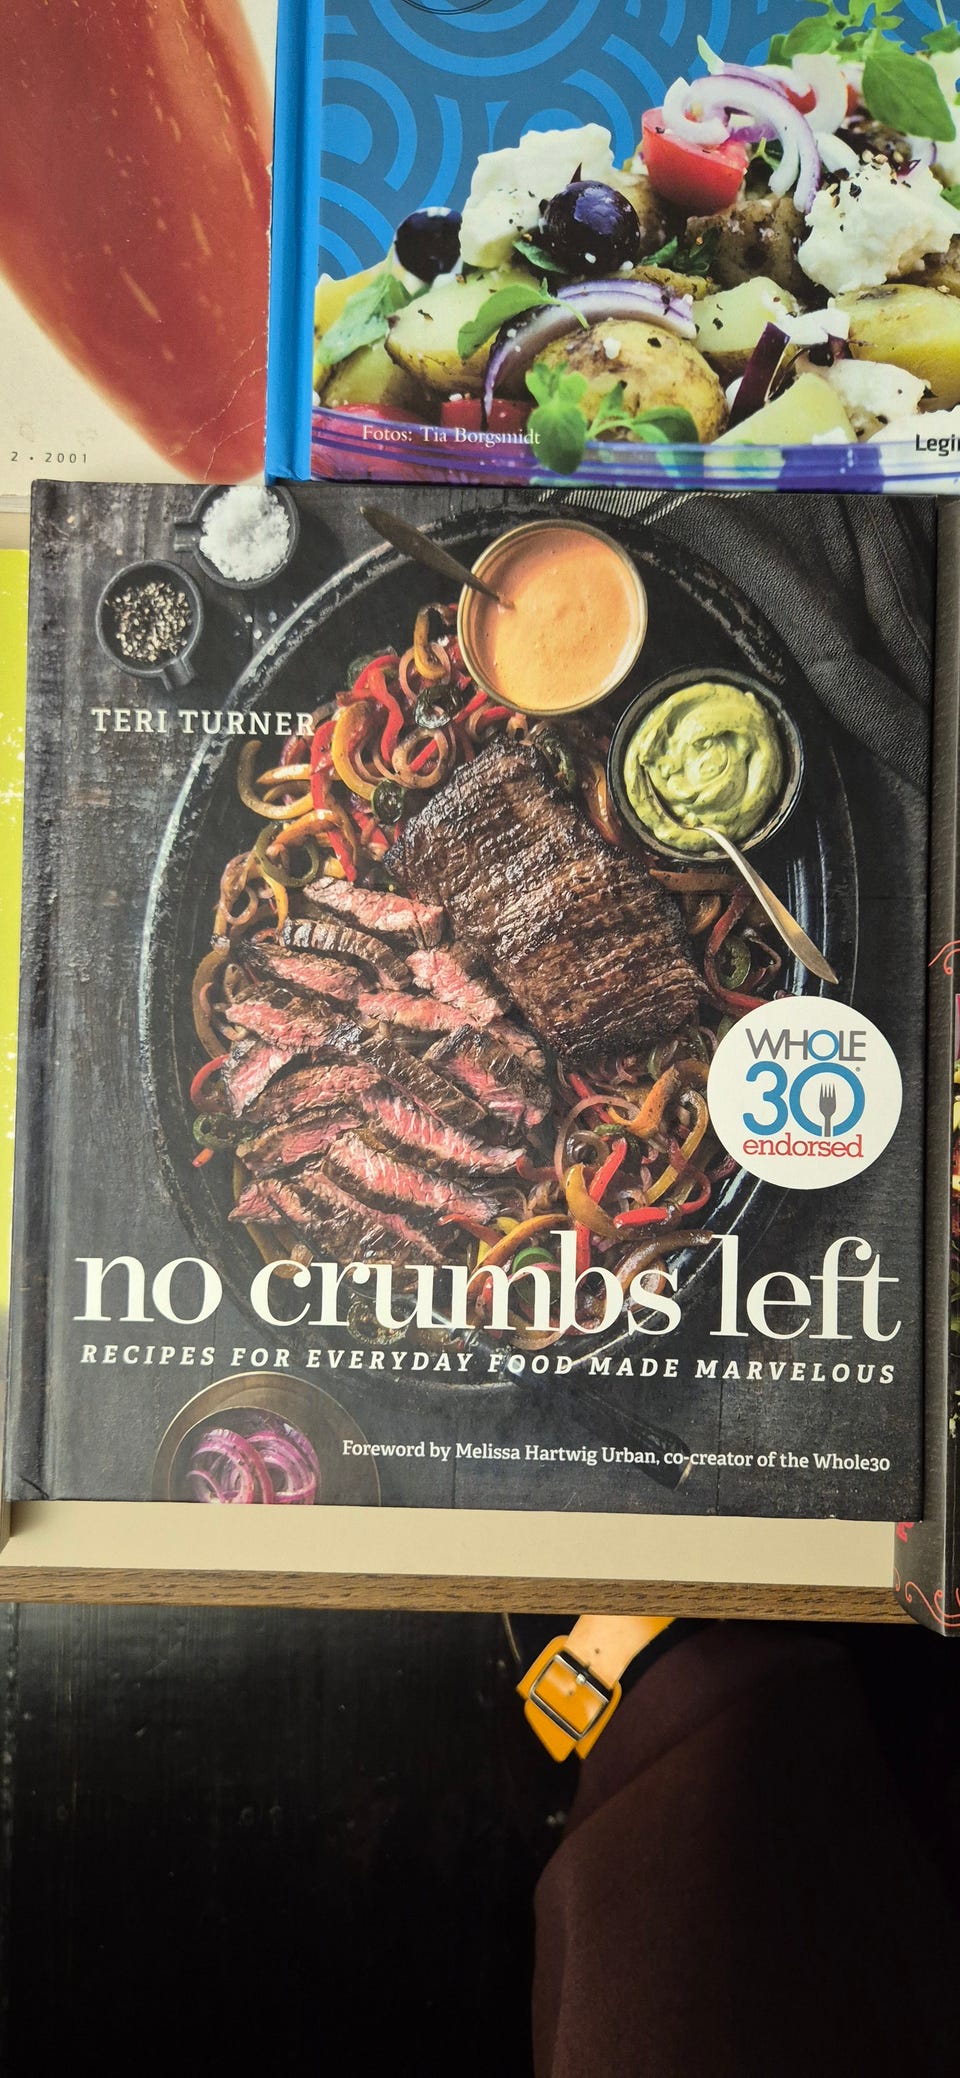 Fotos: Tia Borgsmidt
2 • 2001
TERI TURNER
WHOLE
30®
endorsed
no crumbs left
RECIPES FOR EVERYDAY FOOD MADE MARVELOUS
Foreword by Melissa Hartwig Urban, co-creator of the Whole30